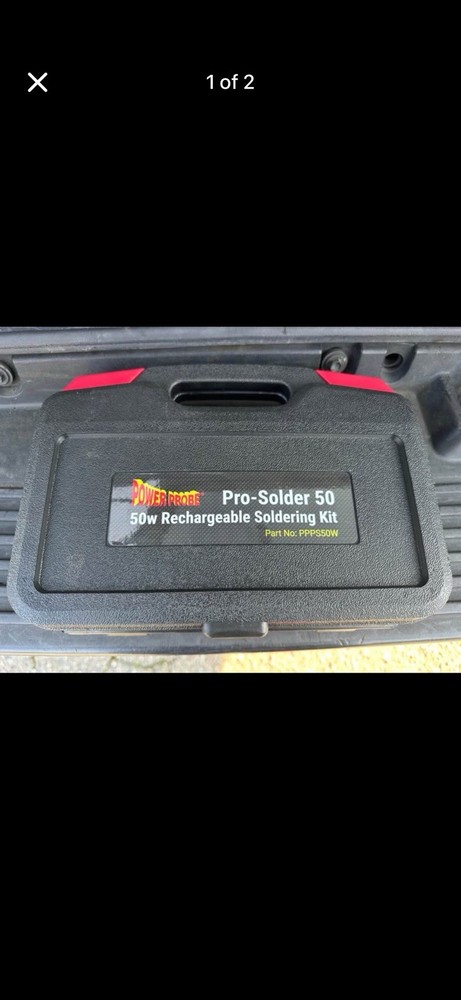 1 of 2
POWER PROBE
Pro-Solder 50
50w Rechargeable Soldering Kit
Part No: PPPS50W